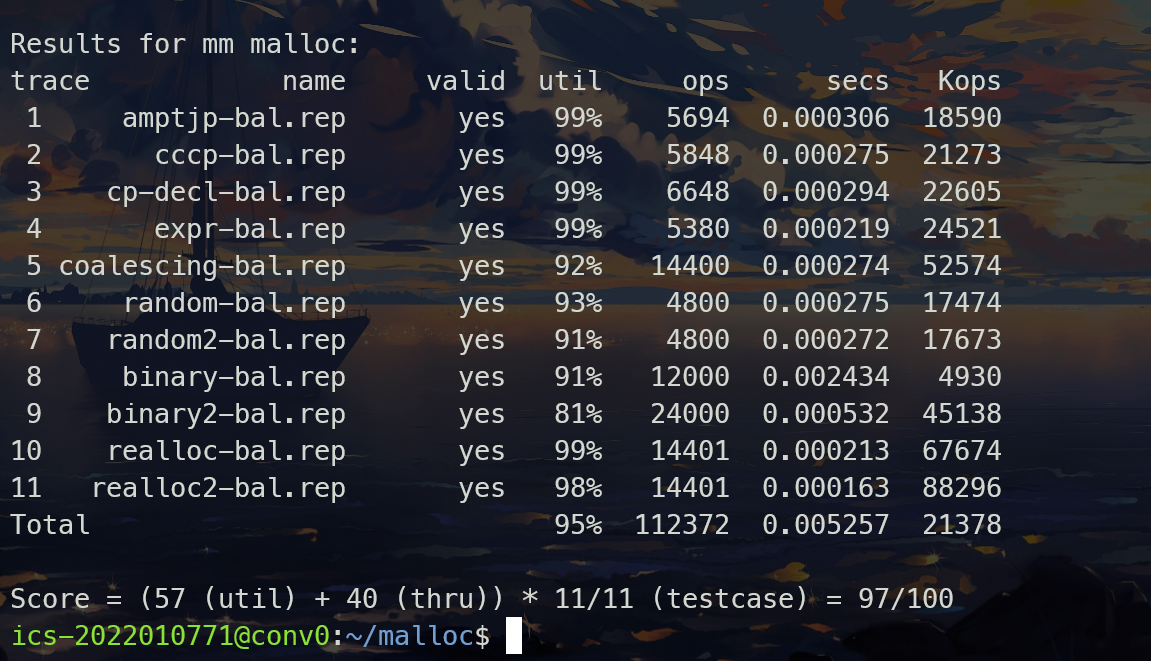 Results for mm malloc:
trace            name     valid  util     ops      secs   Kops
 1     amptjp-bal.rep       yes   99%    5694  0.000306  18590
 2       cccp-bal.rep       yes   99%    5848  0.000275  21273
 3    cp-decl-bal.rep       yes   99%    6648  0.000294  22605
 4       expr-bal.rep       yes   99%    5380  0.000219  24521
 5 coalescing-bal.rep       yes   92%   14400  0.000274  52574
 6     random-bal.rep       yes   93%    4800  0.000275  17474
 7    random2-bal.rep       yes   91%    4800  0.000272  17673
 8     binary-bal.rep       yes   91%   12000  0.002434   4930
 9    binary2-bal.rep       yes   81%   24000  0.000532  45138
10    realloc-bal.rep       yes   99%   14401  0.000213  67674
11   realloc2-bal.rep       yes   98%   14401  0.000163  88296
Total                             95%  112372  0.005257  21378
Score = (57 (util) + 40 (thru)) * 11/11 (testcase) = 97/100
ics-2022010771@conv0:~/malloc$